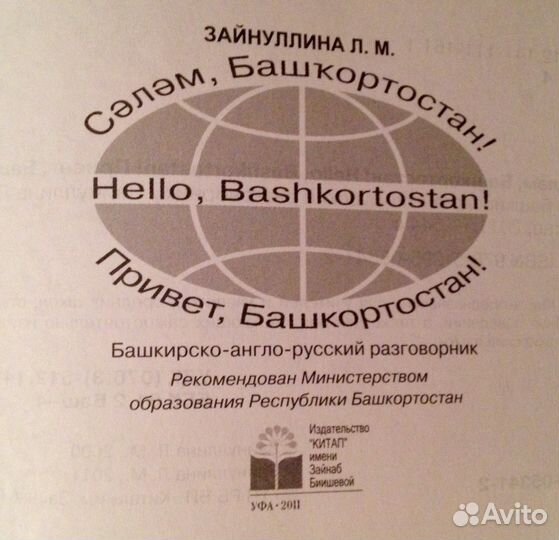 ЗАЙНУЛЛИНА Л. М.
Сәләм, Башҡортостан!
Hello, Bashkortostan!
Привет, Башкортостан!
Башкирско-англо-русский разговорник
Рекомендован Министерством
образования Республики Башкортостан
Издательство
"КИТАП"
имени
Зайнаб
Биишевой
УФА • 2011
Avito